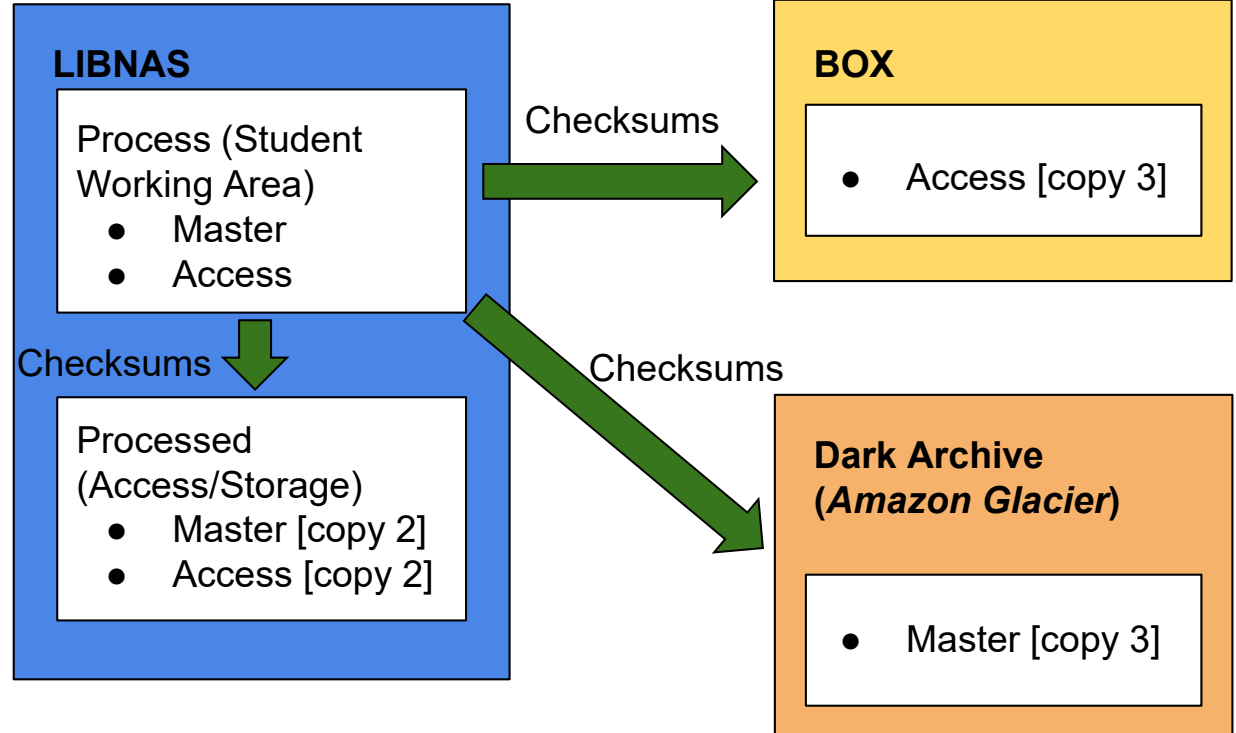 LIBNAS
Process (Student
Working Area)
● Master
● Access
Checksums
Processed
(Access/Storage)
● Master [copy 2]
● Access [copy 2]
Checksums
BOX
● Access [copy 3]
Checksums
Dark Archive
(Amazon Glacier)
● Master [copy 3]